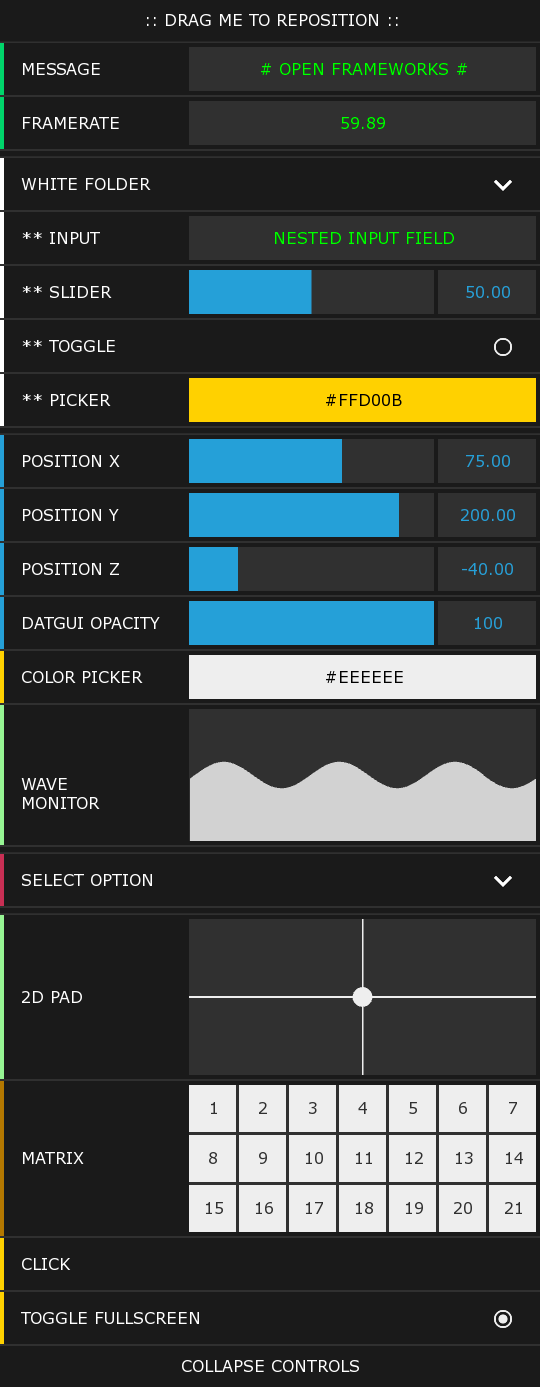 :: DRAG ME TO REPOSITION ::
MESSAGE # OPEN FRAMEWORKS #
FRAMERATE 59.89
WHITE FOLDER
** INPUT NESTED INPUT FIELD
** SLIDER 50.00
** TOGGLE
** PICKER #FFD00B
POSITION X 75.00
POSITION Y 200.00
POSITION Z -40.00
DATGUI OPACITY 100
COLOR PICKER #EEEEEE
WAVE
MONITOR
SELECT OPTION
2D PAD
1 2 3 4 5 6 7
MATRIX 8 9 10 11 12 13 14
15 16 17 18 19 20 21
CLICK
TOGGLE FULLSCREEN
COLLAPSE CONTROLS